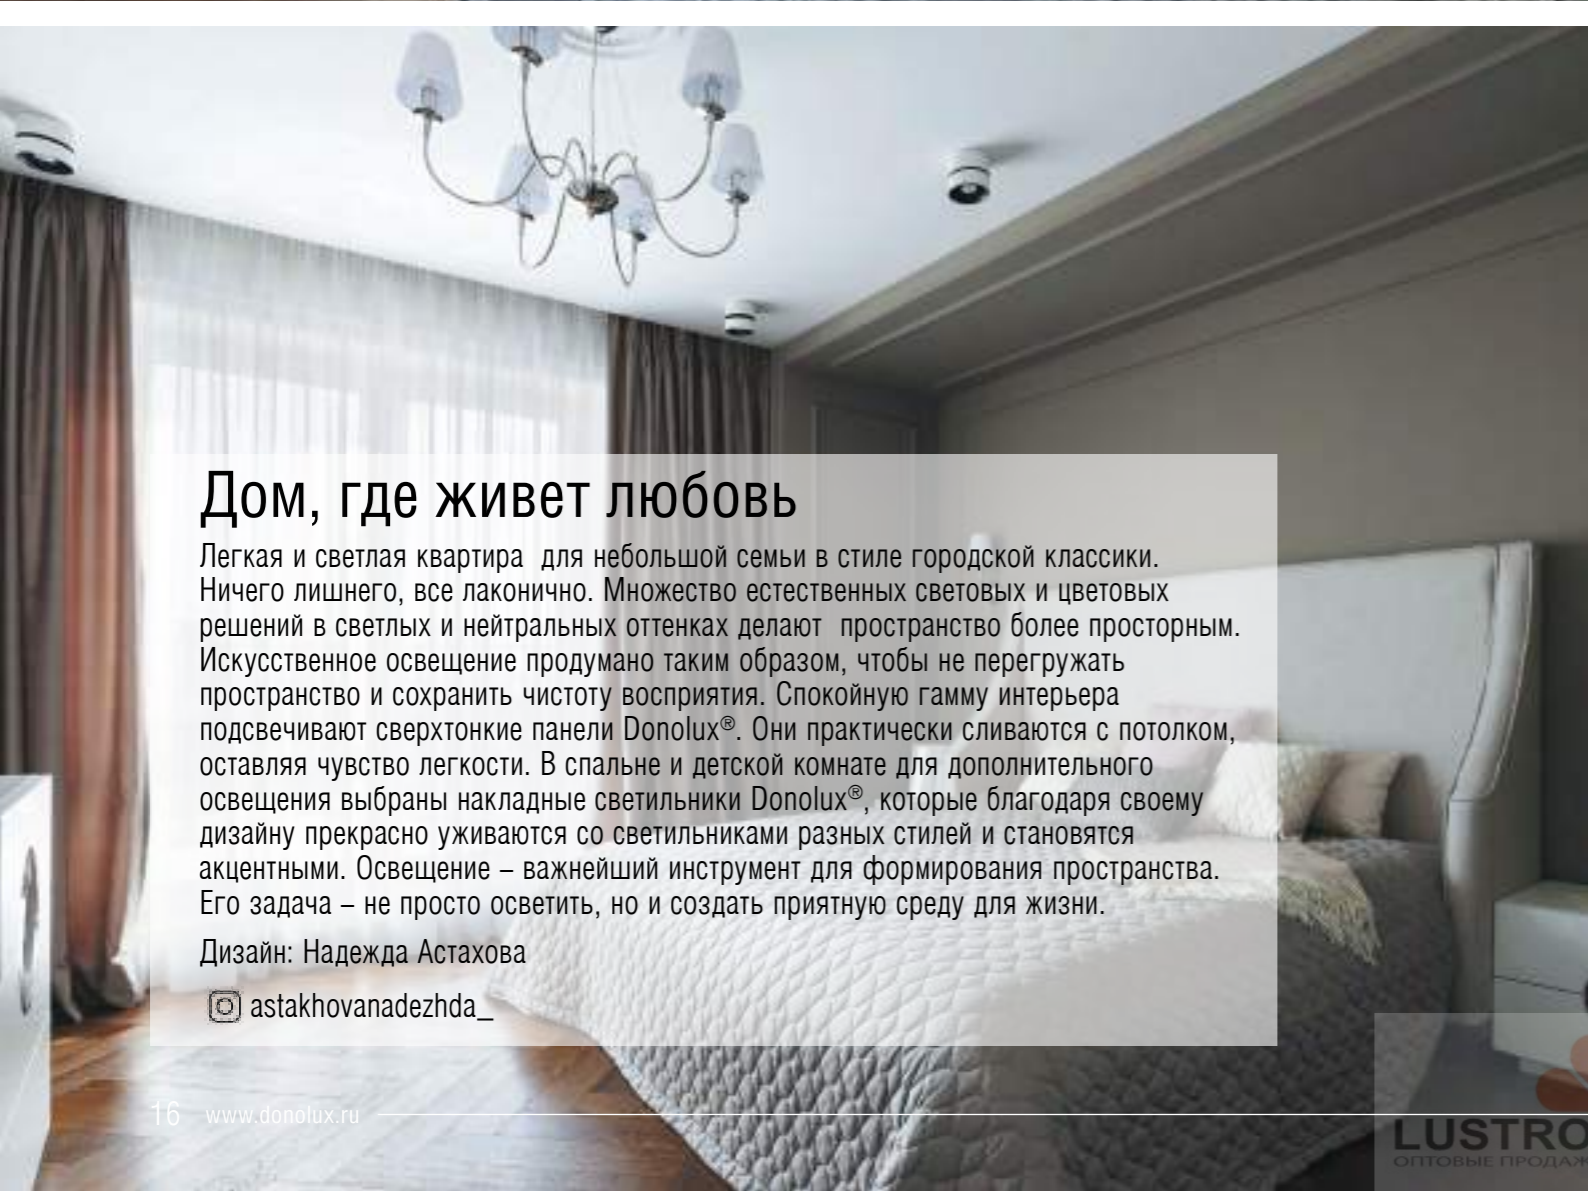 Дом, где живет любовь
Легкая и светлая квартира для небольшой семьи в стиле городской классики.
Ничего лишнего, все лаконично. Множество естественных световых и цветовых
решений в светлых и нейтральных оттенках делают пространство более просторным.
Искусственное освещение продумано таким образом, чтобы не перегружать
пространство и сохранить чистоту восприятия. Спокойную гамму интерьера
подсвечивают сверхтонкие панели Donolux®. Они практически сливаются с потолком,
оставляя чувство легкости. В спальне и детской комнате для дополнительного
освещения выбраны накладные светильники Donolux®, которые благодаря своему
дизайну прекрасно уживаются со светильниками разных стилей и становятся
акцентными. Освещение – важнейший инструмент для формирования пространства.
Его задача – не просто осветить, но и создать приятную среду для жизни.
Дизайн: Надежда Астахова
astakhovanadezhda_
16 www.donolux.ru
LUSTRO
ОПТОВЫЕ ПРОДАЖ